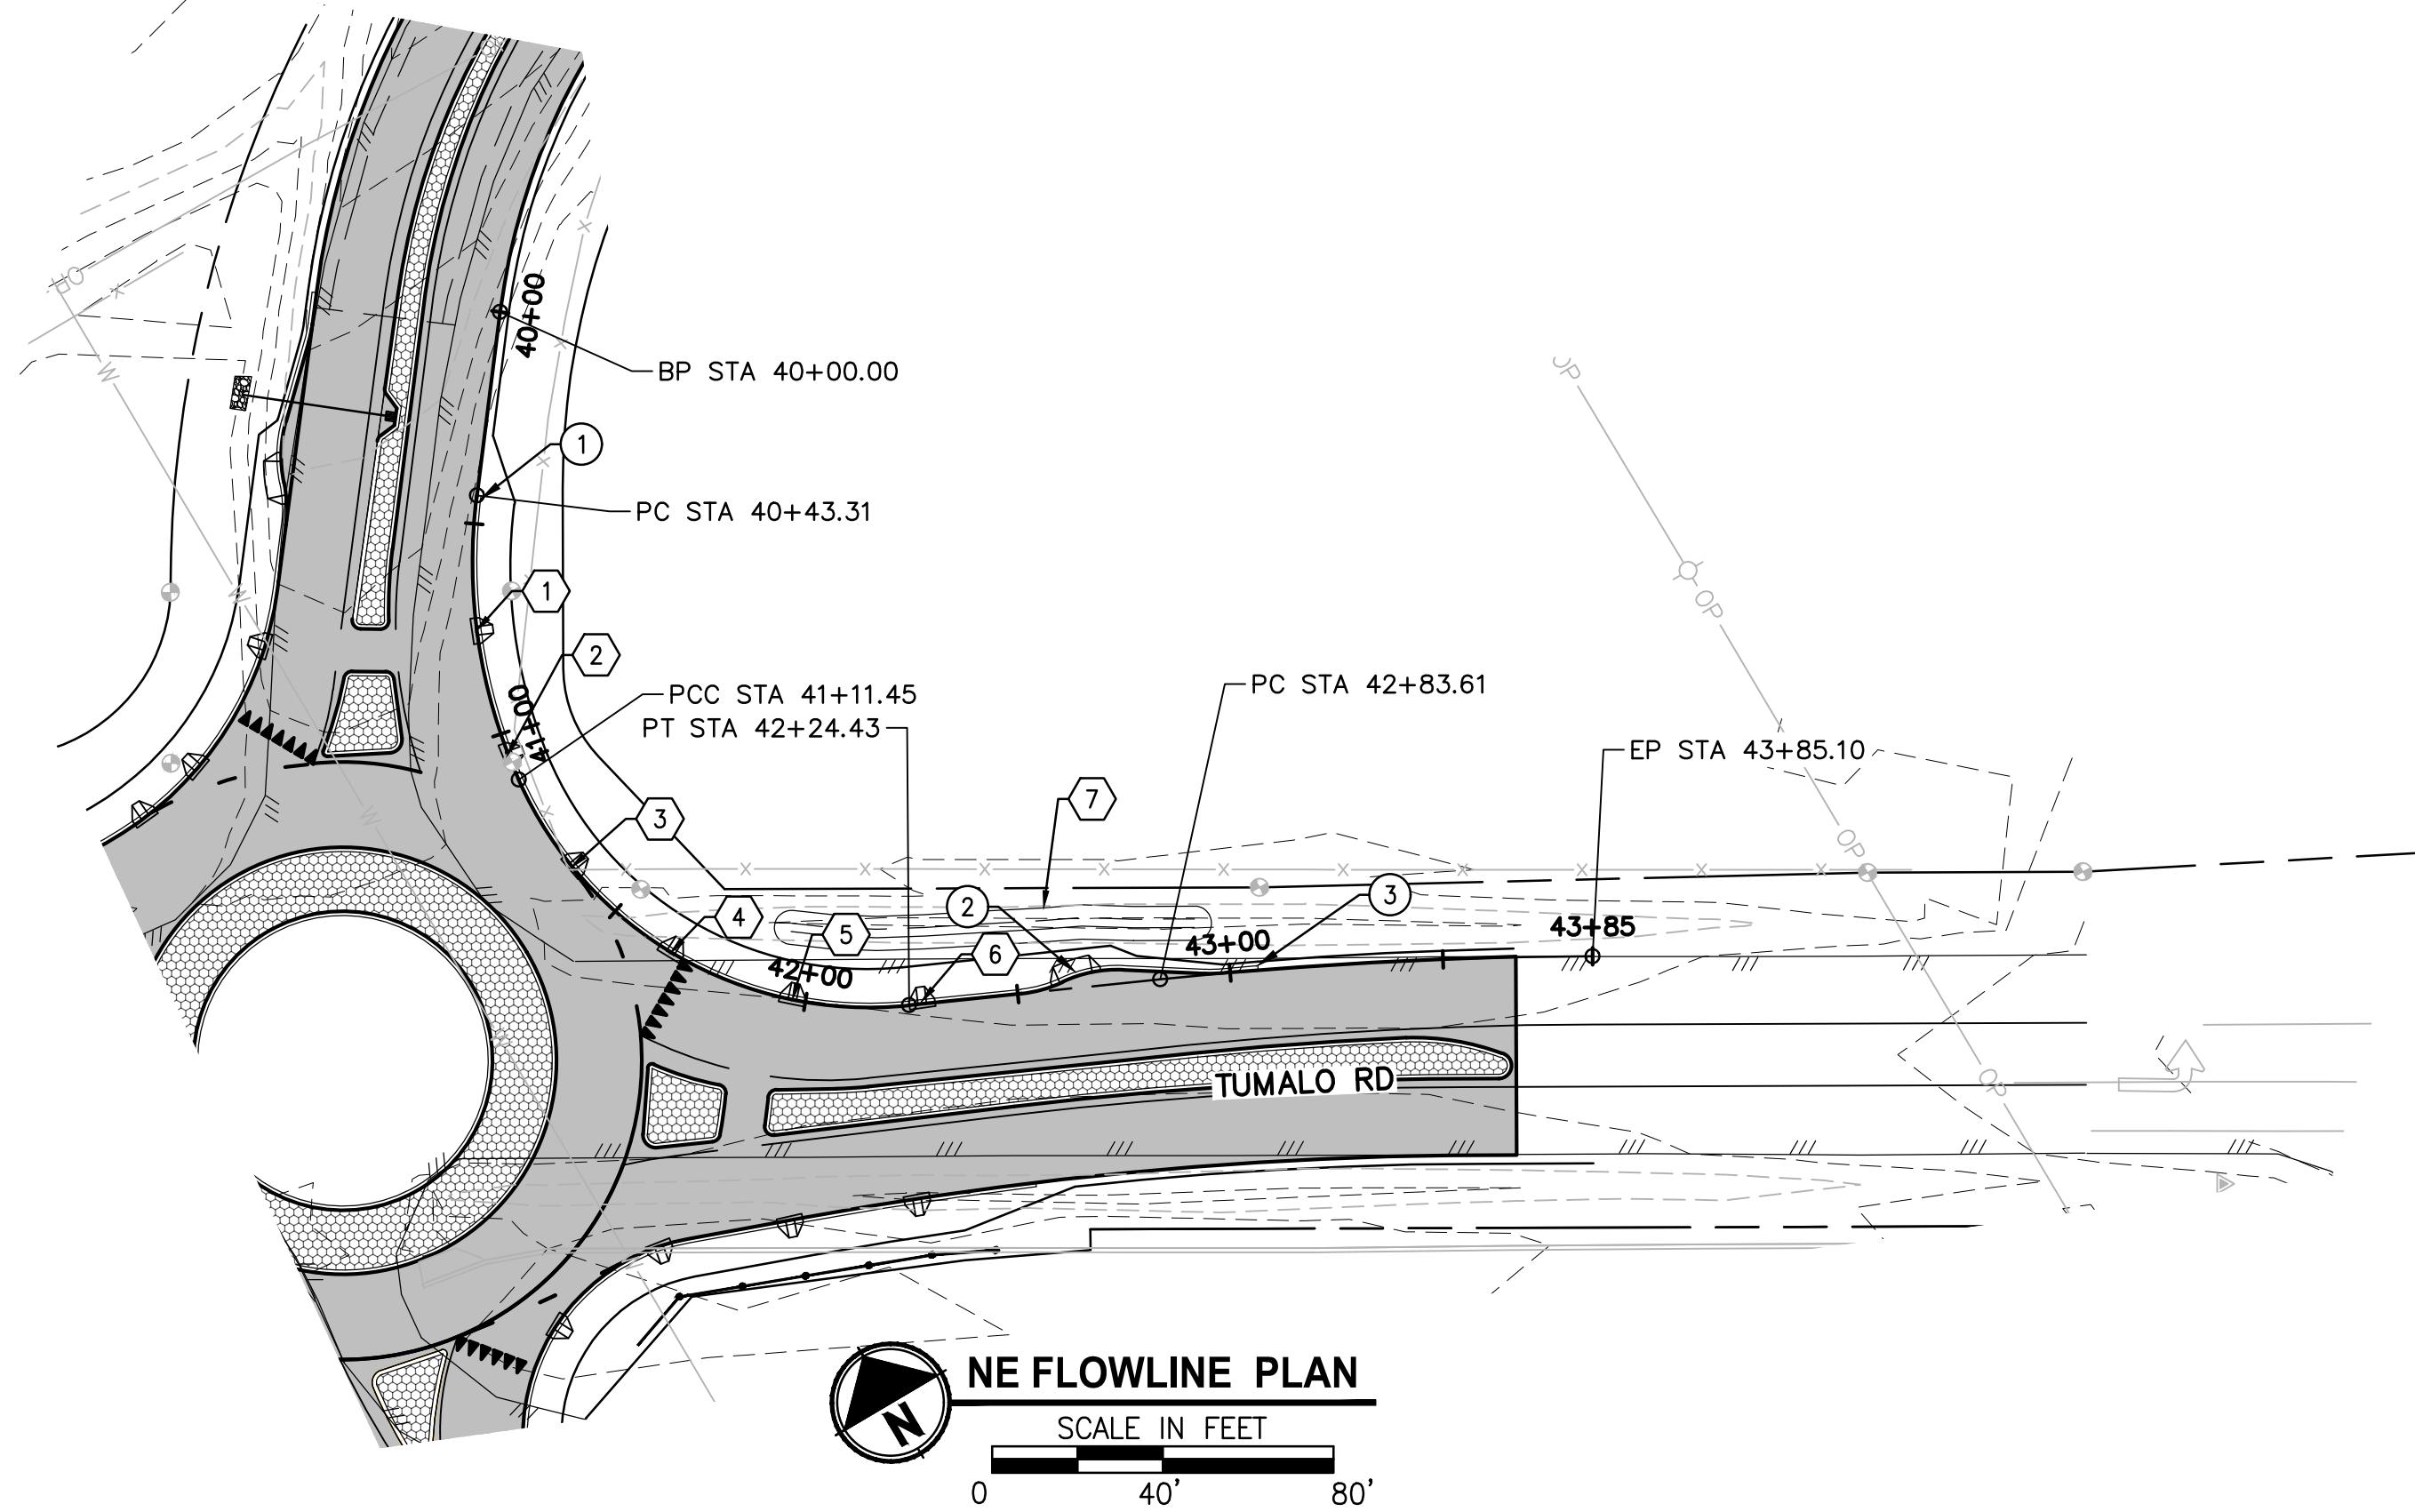 OP
40+00
BP STA 40+00.00
OP
W
1
PC STA 40+43.31
W
1
OP
2
PCC STA 41+11.45
PC STA 42+83.61
41+00
PT STA 42+24.43
EP STA 43+85.10
7
3
W
OP
2
3
4
5
43+85
6
43+00
42+00
W
TUMALO RD
OP
W
NE FLOWLINE PLAN
N
SCALE IN FEET
0 40' 80'